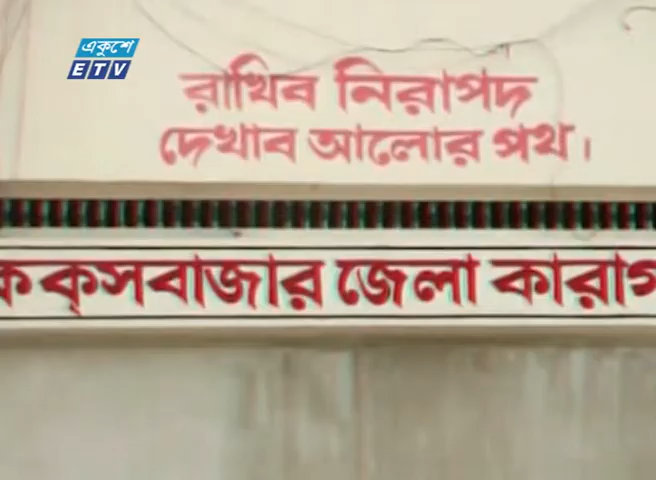 একুশে
ETV
রাখিব নিরাপদ
দেখাব আলোর পথ।
কক্সবাজার জেলা কারাগ